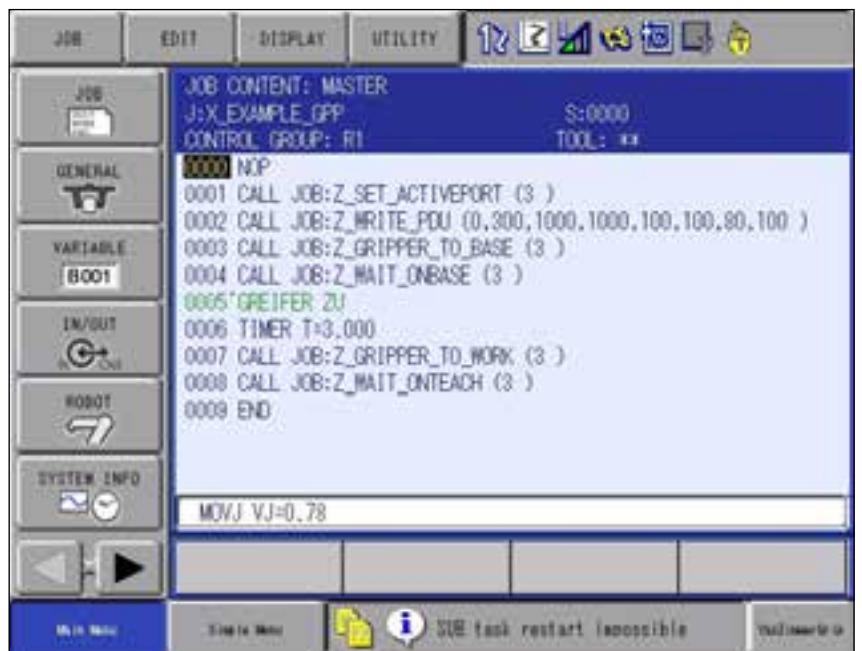 JOB EDIT DISPLAY UTILITY
JOB
GENERAL
VARIABLE
B001
IN/OUT
In Out
ROBOT
SYSTEM INFO
JOB CONTENT: MASTER
J:X_EXAMPLE_GPP S:0000
CONTROL GROUP: R1 TOOL: **
0000 NOP
0001 CALL JOB:Z_SET_ACTIVEPORT (3 )
0002 CALL JOB:Z_WRITE_PDU (0,300,1000,1000,100,100,80,100 )
0003 CALL JOB:Z_GRIPPER_TO_BASE (3 )
0004 CALL JOB:Z_WAIT_ONBASE (3 )
0005'GREIFER ZU
0006 TIMER T=3.000
0007 CALL JOB:Z_GRIPPER_TO_WORK (3 )
0008 CALL JOB:Z_WAIT_ONTEACH (3 )
0009 END
MOVJ VJ=0.78
Main Menu Simple Menu SUB task restart impossible